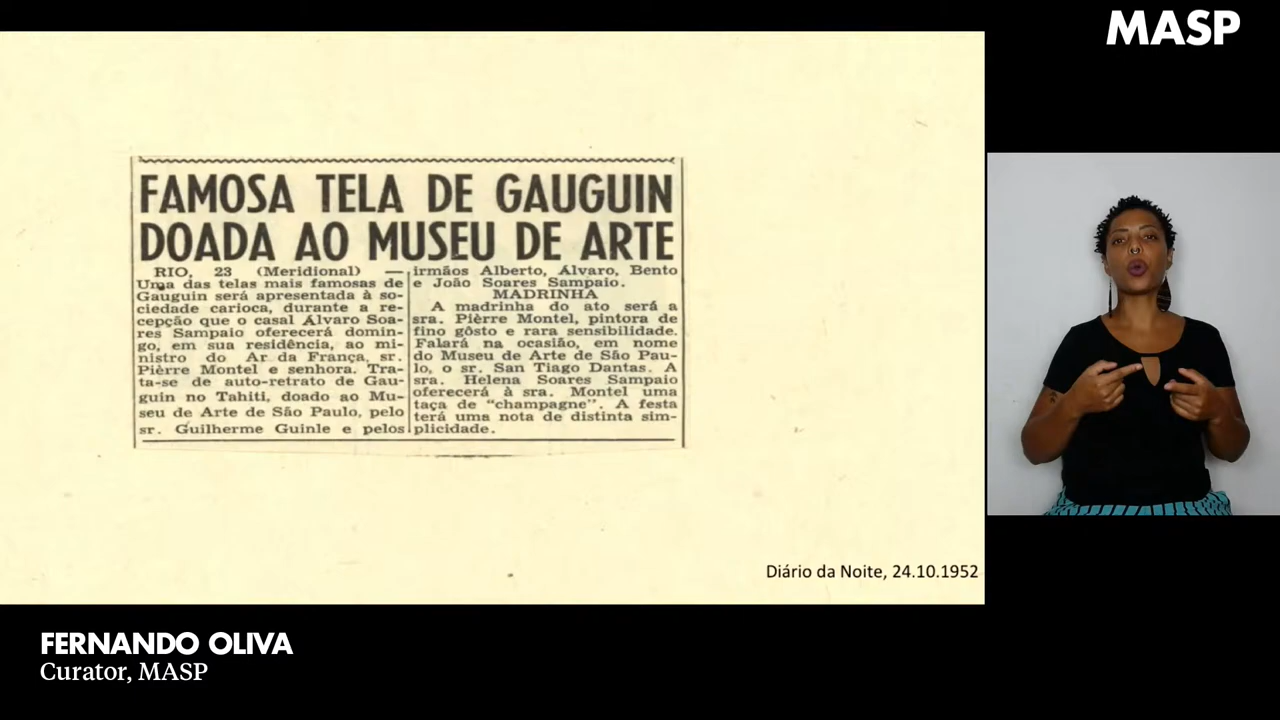 MASP
FAMOSA TELA DE GAUGUIN
DOADA AO MUSEU DE ARTE
RIO, 23 (Meridional) —
Uma das telas mais famosas de
Gauguin será apresentada à so-
ciedade carioca, durante a re-
cepção que o casal Álvaro Soa-
res Sampaio oferecerá domin-
go, em sua residência, ao mi-
nistro do Ar da França, sr.
Pièrre Montel e senhora. Tra-
ta-se de auto-retrato de Gau-
guin no Tahiti, doado ao Mu-
seu de Arte de São Paulo, pelo
sr. Guilherme Guinle e pelos
irmãos Alberto, Álvaro, Bento
e João Soares Sampaio.
MADRINHA
A madrinha do ato será a
sra. Pièrre Montel, pintora de
fino gôsto e rara sensibilidade.
Falará na ocasião, em nome
do Museu de Arte de São Pau-
lo, o sr. San Tiago Dantas. A
sra. Helena Soares Sampaio
oferecerá à sra. Montel uma
taça de "champagne". A festa
terá uma nota de distinta sim-
plicidade.
Diário da Noite, 24.10.1952
FERNANDO OLIVA
Curator, MASP